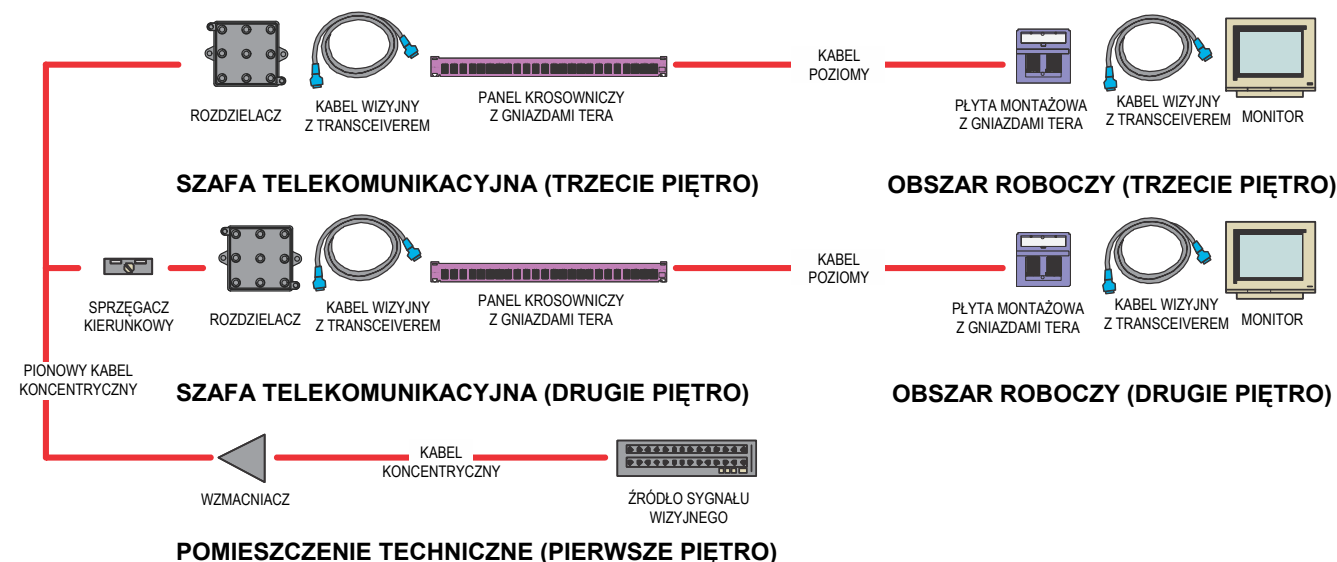 ROZDZIELACZ
KABEL WIZYJNY
Z TRANSCEIVEREM
PANEL KROSOWNICZY
Z GNIAZDAMI TERA
KABEL
POZIOMY
PŁYTA MONTAŻOWA
Z GNIAZDAMI TERA
KABEL WIZYJNY
Z TRANSCEIVEREM
MONITOR
SZAFA TELEKOMUNIKACYJNA (TRZECIE PIĘTRO)
OBSZAR ROBOCZY (TRZECIE PIĘTRO)
SPRZĘGACZ
KIERUNKOWY
ROZDZIELACZ
KABEL WIZYJNY
Z TRANSCEIVEREM
PANEL KROSOWNICZY
Z GNIAZDAMI TERA
KABEL
POZIOMY
PŁYTA MONTAŻOWA
Z GNIAZDAMI TERA
KABEL WIZYJNY
Z TRANSCEIVEREM
MONITOR
PIONOWY KABEL
KONCENTRYCZNY
SZAFA TELEKOMUNIKACYJNA (DRUGIE PIĘTRO)
OBSZAR ROBOCZY (DRUGIE PIĘTRO)
WZMACNIACZ
KABEL
KONCENTRYCZNY
ŹRÓDŁO SYGNAŁU
WIZYJNEGO
POMIESZCZENIE TECHNICZNE (PIERWSZE PIĘTRO)